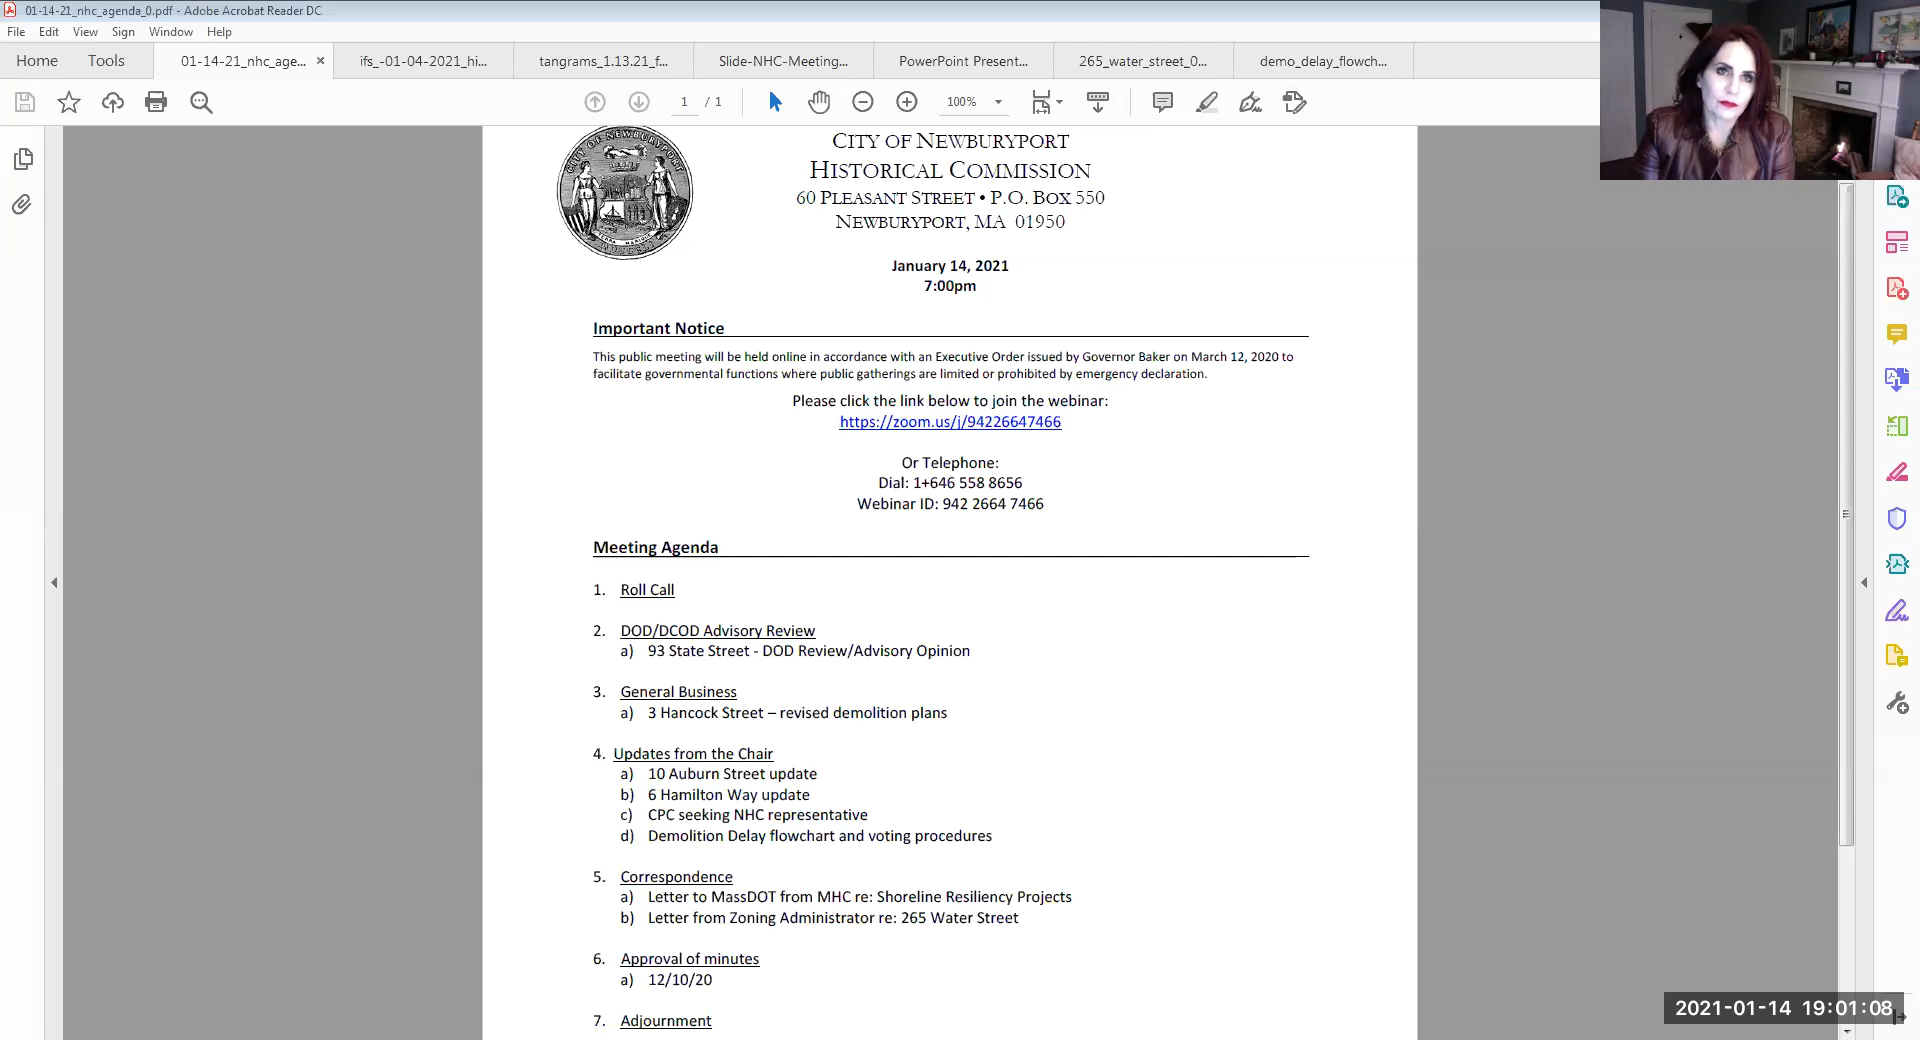 01-14-21_nhc_agenda_0.pdf - Adobe Acrobat Reader DC
File Edit View Sign Window Help
Home Tools 01-14-21_nhc_age... × ifs_-01-04-2021_hi... tangrams_1.13.21_f... Slide-NHC-Meeting... PowerPoint Present... 265_water_street_0... demo_delay_flowch...
1 / 1 100%
CITY OF NEWBURYPORT
CITY OF NEWBURYPORT
HISTORICAL COMMISSION
60 PLEASANT STREET • P.O. BOX 550
NEWBURYPORT, MA 01950
January 14, 2021
7:00pm
Important Notice
This public meeting will be held online in accordance with an Executive Order issued by Governor Baker on March 12, 2020 to
facilitate governmental functions where public gatherings are limited or prohibited by emergency declaration.
Please click the link below to join the webinar:
https://zoom.us/j/94226647466
Or Telephone:
Dial: 1+646 558 8656
Webinar ID: 942 2664 7466
Meeting Agenda
1. Roll Call
2. DOD/DCOD Advisory Review
a) 93 State Street - DOD Review/Advisory Opinion
3. General Business
a) 3 Hancock Street – revised demolition plans
4. Updates from the Chair
a) 10 Auburn Street update
b) 6 Hamilton Way update
c) CPC seeking NHC representative
d) Demolition Delay flowchart and voting procedures
5. Correspondence
a) Letter to MassDOT from MHC re: Shoreline Resiliency Projects
b) Letter from Zoning Administrator re: 265 Water Street
6. Approval of minutes
a) 12/10/20
7. Adjournment
2021-01-14 19:01:08